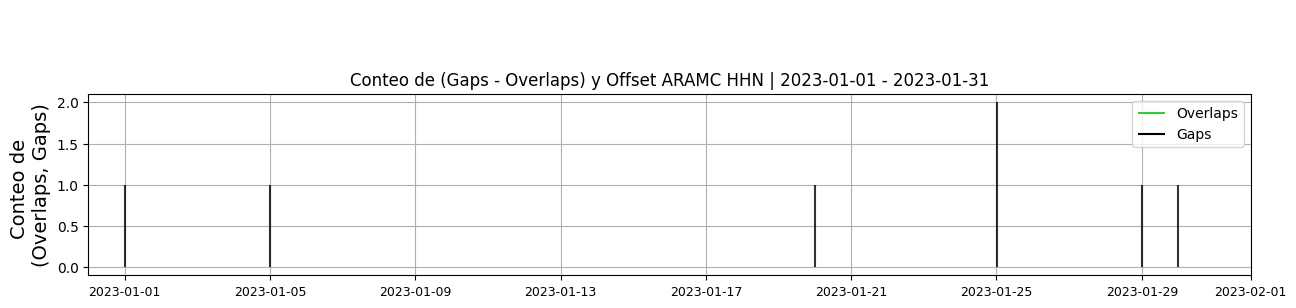 Conteo de (Gaps - Overlaps) y Offset ARAMC HHN | 2023-01-01 - 2023-01-31
Conteo de
(Overlaps, Gaps)
2.0
1.5
1.0
0.5
0.0
Overlaps
Gaps
2023-01-01 2023-01-05 2023-01-09 2023-01-13 2023-01-17 2023-01-21 2023-01-25 2023-01-29 2023-02-01